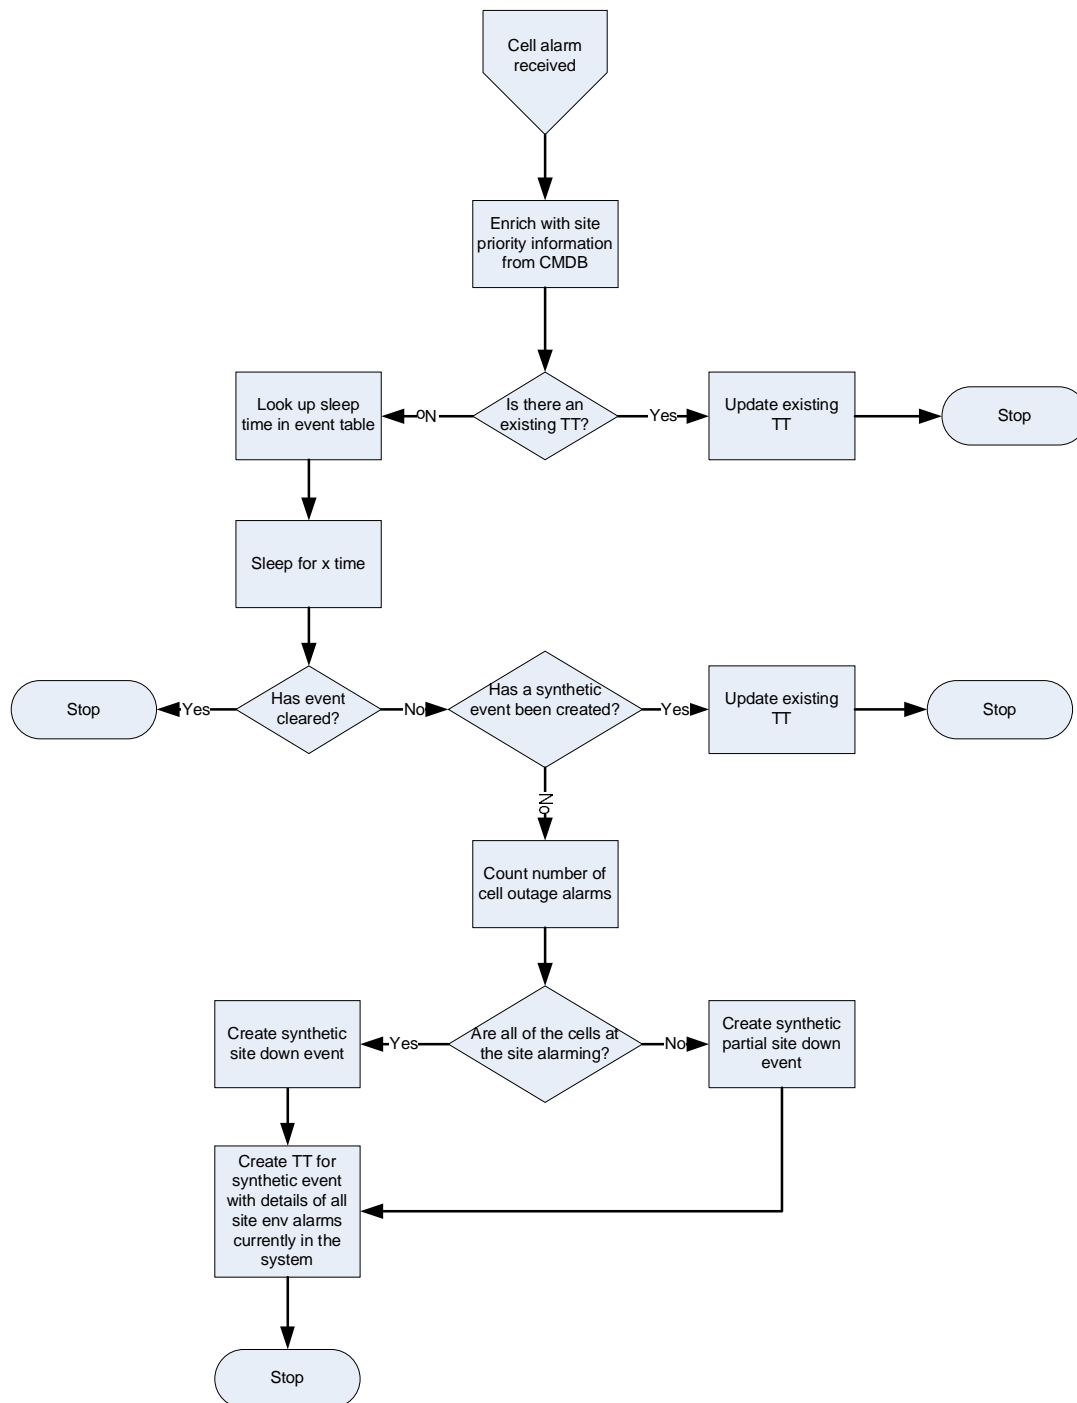 Cell alarm
received
Enrich with site
priority information
from CMDB
Look up sleep
time in event table
No
Is there an
existing TT?
Yes
Update existing
TT
Stop
Sleep for x time
Stop
Yes
Has event
cleared?
No
Has a synthetic
event been created?
Yes
Update existing
TT
Stop
No
Count number of
cell outage alarms
Create synthetic
site down event
Yes
Are all of the cells at
the site alarming?
No
Create synthetic
partial site down
event
Create TT for
synthetic event
with details of all
site env alarms
currently in the
system
Stop